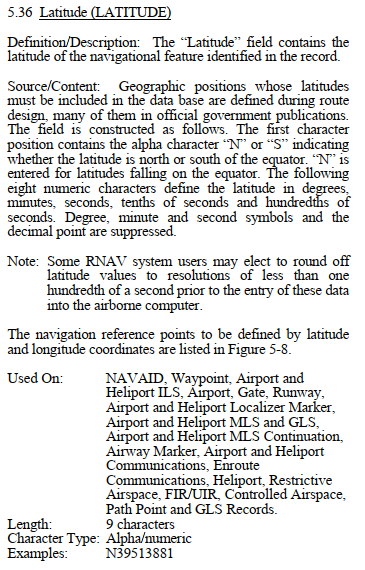 5.36 Latitude (LATITUDE)
Definition/Description: The “Latitude” field contains the
latitude of the navigational feature identified in the record.
Source/Content: Geographic positions whose latitudes
must be included in the data base are defined during route
design, many of them in official government publications.
The field is constructed as follows. The first character
position contains the alpha character “N” or “S” indicating
whether the latitude is north or south of the equator. “N” is
entered for latitudes falling on the equator. The following
eight numeric characters define the latitude in degrees,
minutes, seconds, tenths of seconds and hundredths of
seconds. Degree, minute and second symbols and the
decimal point are suppressed.
Note: Some RNAV system users may elect to round off
latitude values to resolutions of less than one
hundredth of a second prior to the entry of these data
into the airborne computer.
The navigation reference points to be defined by latitude
and longitude coordinates are listed in Figure 5-8.
Used On: NAVAID, Waypoint, Airport and
Heliport ILS, Airport, Gate, Runway,
Airport and Heliport Localizer Marker,
Airport and Heliport MLS and GLS,
Airport and Heliport MLS Continuation,
Airway Marker, Airport and Heliport
Communications, Enroute
Communications, Heliport, Restrictive
Airspace, FIR/UIR, Controlled Airspace,
Path Point and GLS Records.
Length: 9 characters
Character Type: Alpha/numeric
Examples: N39513881